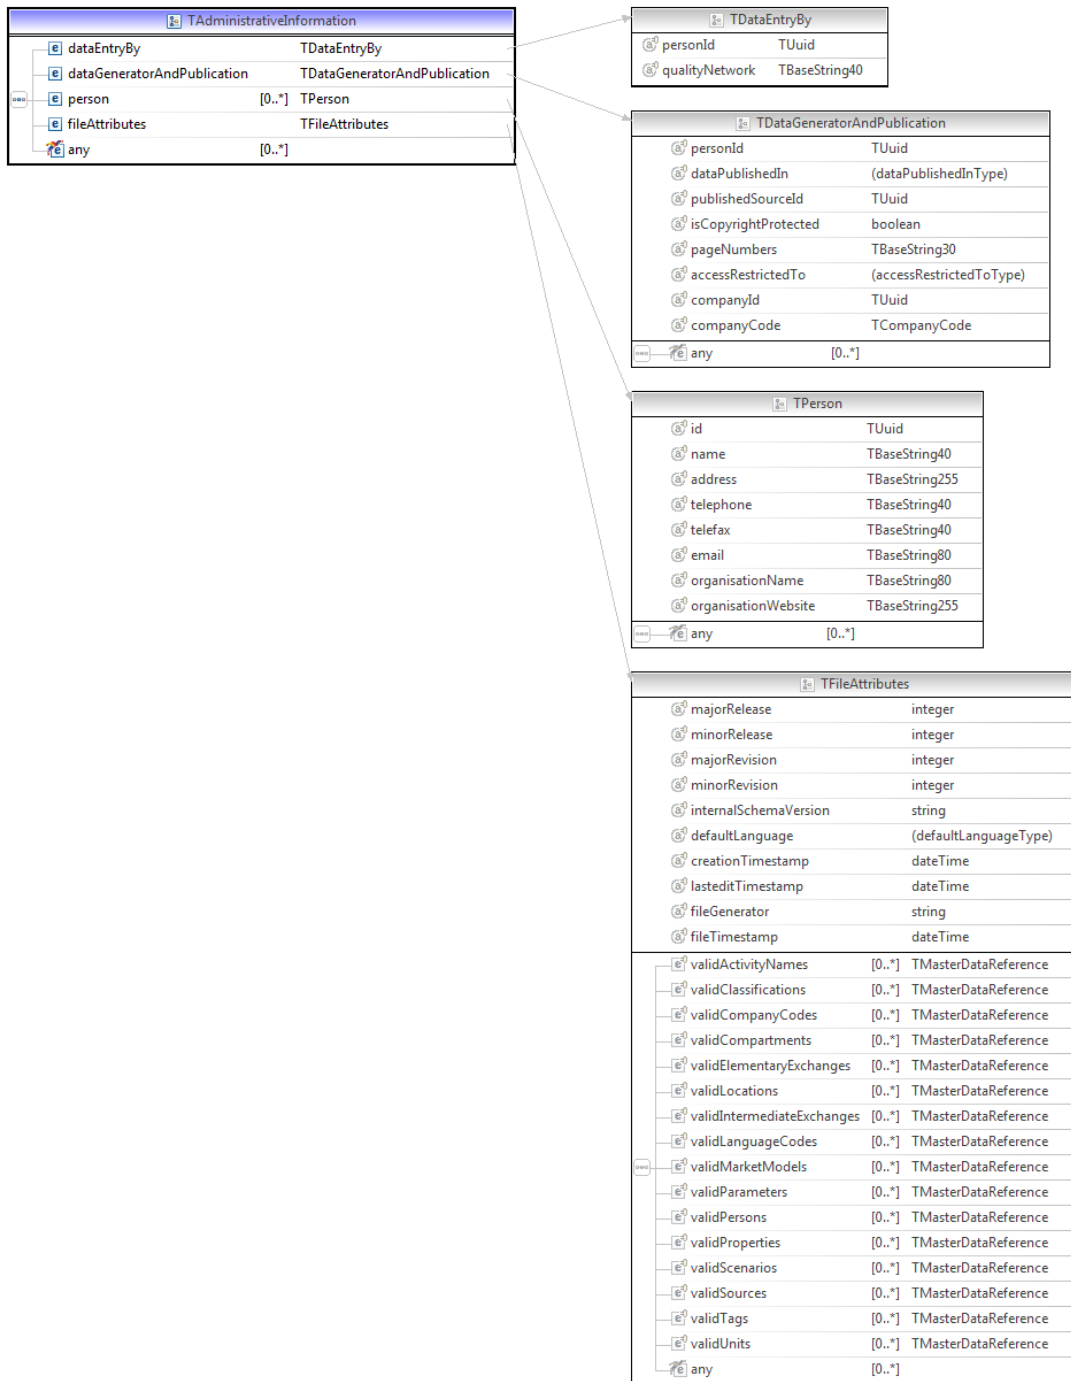 TAdministrativeInformation
dataEntryBy TDataEntryBy
dataGeneratorAndPublication TDataGeneratorAndPublication
person [0..*] TPerson
fileAttributes TFileAttributes
any [0..*]
TDataEntryBy
personId TUuid
qualityNetwork TBaseString40
TDataGeneratorAndPublication
personId TUuid
dataPublishedIn (dataPublishedInType)
publishedSourceId TUuid
isCopyrightProtected boolean
pageNumbers TBaseString30
accessRestrictedTo (accessRestrictedToType)
companyId TUuid
companyCode TCompanyCode
any [0..*]
TPerson
id TUuid
name TBaseString40
address TBaseString255
telephone TBaseString40
telefax TBaseString40
email TBaseString80
organisationName TBaseString80
organisationWebsite TBaseString255
any [0..*]
TFileAttributes
majorRelease integer
minorRelease integer
majorRevision integer
minorRevision integer
internalSchemaVersion string
defaultLanguage (defaultLanguageType)
creationTimestamp dateTime
lasteditTimestamp dateTime
fileGenerator string
fileTimestamp dateTime
validActivityNames [0..*] TMasterDataReference
validClassifications [0..*] TMasterDataReference
validCompanyCodes [0..*] TMasterDataReference
validCompartments [0..*] TMasterDataReference
validElementaryExchanges [0..*] TMasterDataReference
validLocations [0..*] TMasterDataReference
validIntermediateExchanges [0..*] TMasterDataReference
validLanguageCodes [0..*] TMasterDataReference
validMarketModels [0..*] TMasterDataReference
validParameters [0..*] TMasterDataReference
validPersons [0..*] TMasterDataReference
validProperties [0..*] TMasterDataReference
validScenarios [0..*] TMasterDataReference
validSources [0..*] TMasterDataReference
validTags [0..*] TMasterDataReference
validUnits [0..*] TMasterDataReference
any [0..*]